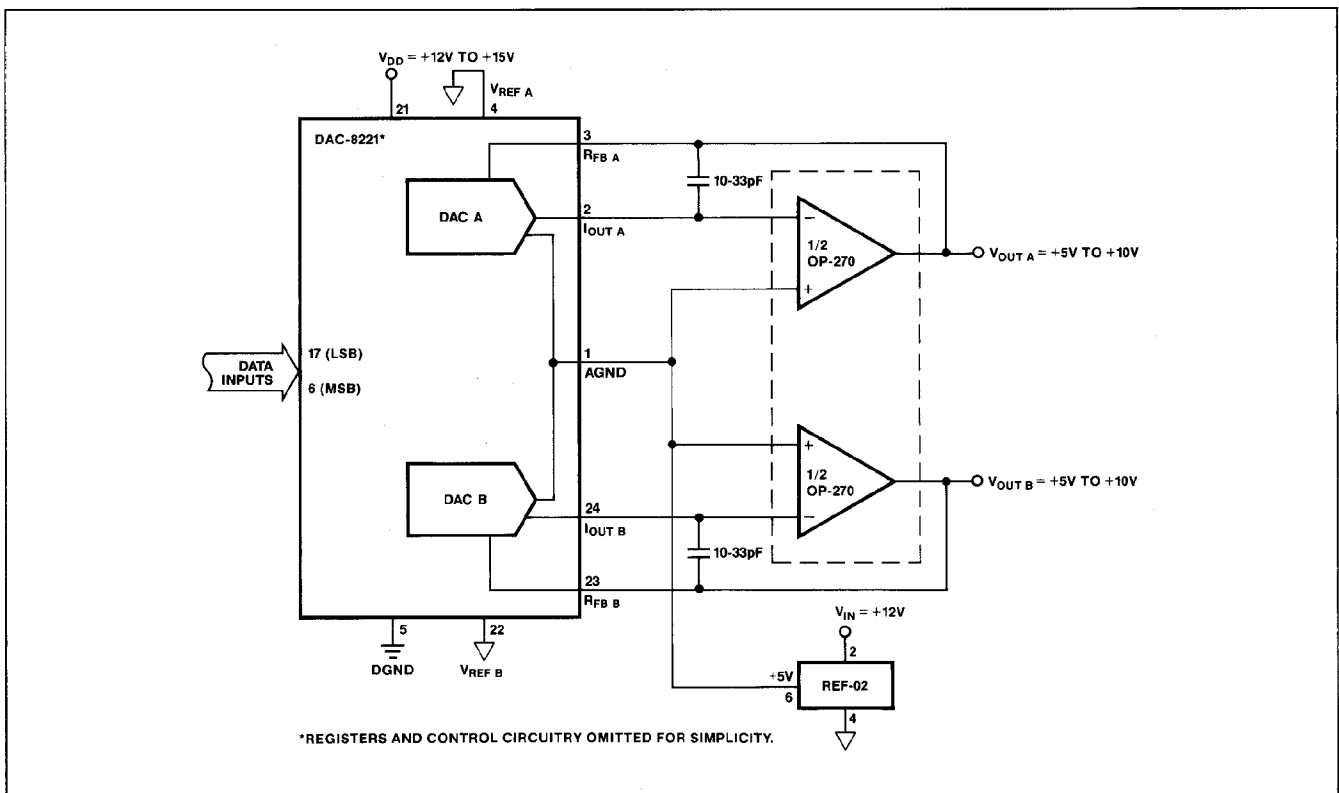 V_DD = +12V TO +15V
V_REF A
21
4
DAC-8221*
3
R_FB A
10-33pF
DAC A
2
I_OUT A
−
1/2
OP-270
+
V_OUT A = +5V TO +10V
17 (LSB)
DATA
INPUTS
6 (MSB)
1
AGND
+
1/2
OP-270
−
V_OUT B = +5V TO +10V
DAC B
24
I_OUT B
10-33pF
23
R_FB B
V_IN = +12V
2
5
22
DGND
V_REF B
+5V
6
REF-02
4
*REGISTERS AND CONTROL CIRCUITRY OMITTED FOR SIMPLICITY.